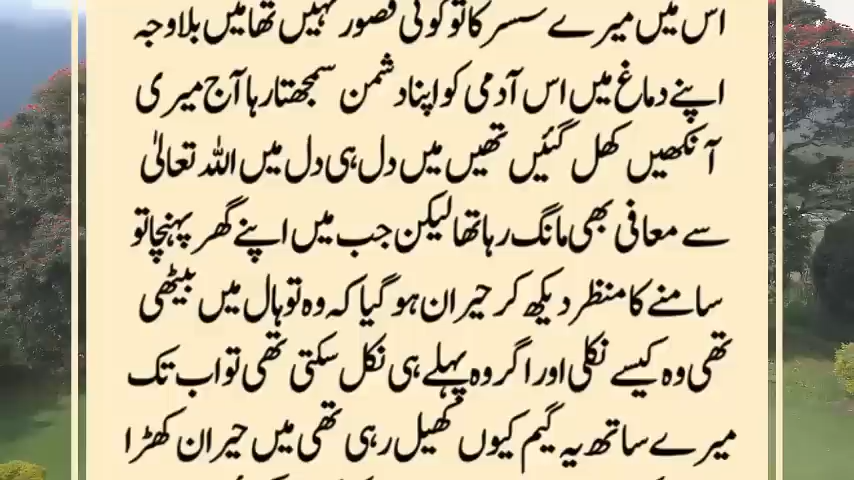 اس میں میرے سسر کا تو کوئی قصور نہیں تھا میں بلاوجہ
اپنے دماغ میں اس آدمی کو اپنا دشمن سمجھتا رہا آج میری
آنکھیں کھل گئیں تھیں میں دل ہی دل میں اللہ تعالیٰ
سے معافی بھی مانگ رہا تھا لیکن جب میں اپنے گھر پہنچا تو
سامنے کا منظر دیکھ کر حیران ہو گیا کہ وہ تو ہال میں بیٹھی
تھی وہ کیسے نکلی اور اگر وہ پہلے ہی نکل سکتی تھی تو اب تک
میرے ساتھ یہ گیم کیوں کھیل رہی تھی میں حیران کھڑا